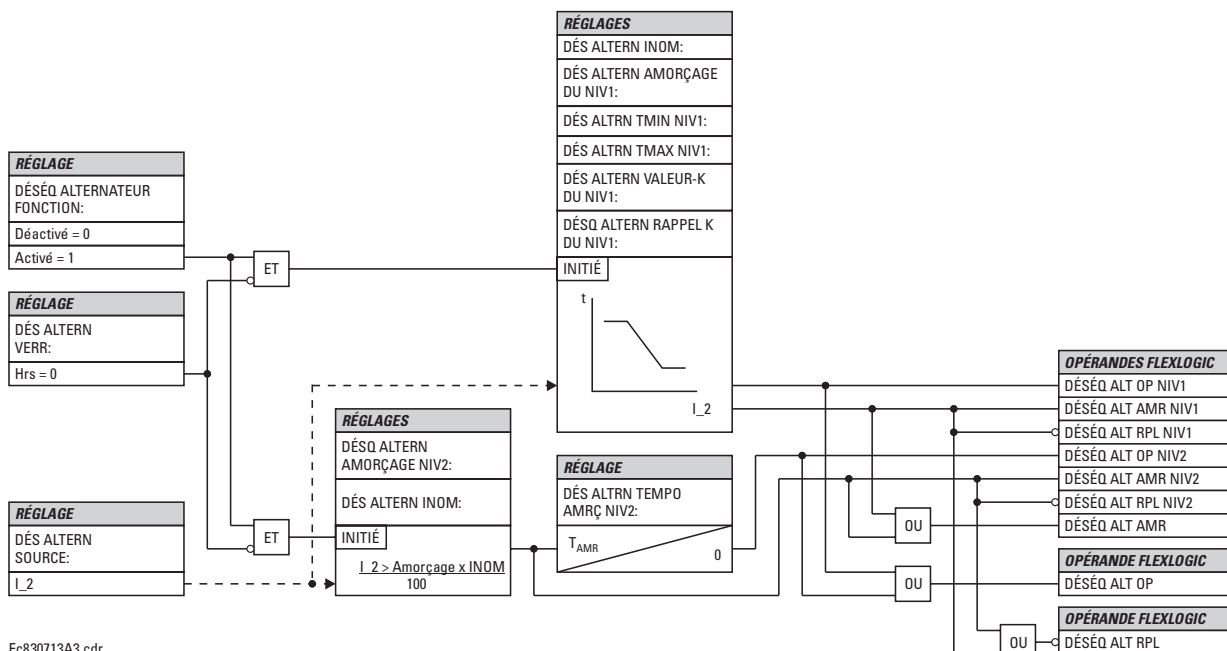 RÉGLAGE
DÉSÉQ ALTERNATEUR
FONCTION:
Déactivé = 0
Activé = 1
RÉGLAGE
DÉS ALTERN
VERR:
Hrs = 0
RÉGLAGE
DÉS ALTERN
SOURCE:
I_2
ET
ET
RÉGLAGES
DÉSQ ALTERN
AMORÇAGE NIV2:
DÉS ALTERN INOM:
INITIÉ
I_2 > Amorçage x INOM
100
RÉGLAGES
DÉS ALTERN INOM:
DÉS ALTERN AMORÇAGE
DU NIV1:
DÉS ALTRN TMIN NIV1:
DÉS ALTRN TMAX NIV1:
DÉS ALTERN VALEUR-K
DU NIV1:
DÉSQ ALTERN RAPPEL K
DU NIV1:
INITIÉ
t
I_2
RÉGLAGE
DÉS ALTRN TEMPO
AMRÇ NIV2:
TAMR
0
OU
OU
OU
OPÉRANDES FLEXLOGIC
DÉSÉQ ALT OP NIV1
DÉSÉQ ALT AMR NIV1
DÉSÉQ ALT RPL NIV1
DÉSÉQ ALT OP NIV2
DÉSÉQ ALT AMR NIV2
DÉSÉQ ALT RPL NIV2
DÉSÉQ ALT AMR
OPÉRANDE FLEXLOGIC
DÉSÉQ ALT OP
OPÉRANDE FLEXLOGIC
DÉSÉQ ALT RPL
Fc830713A3.cdr